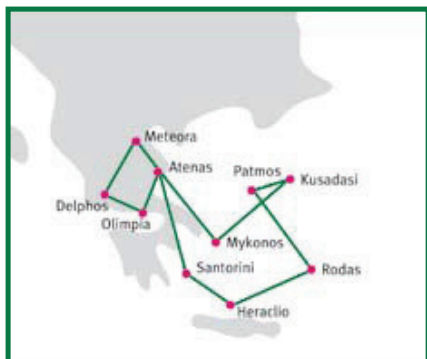 Meteora
Atenas
Patmos
Kusadasi
Delphos
Olimpia
Mykonos
Santorini
Rodas
Heraclio